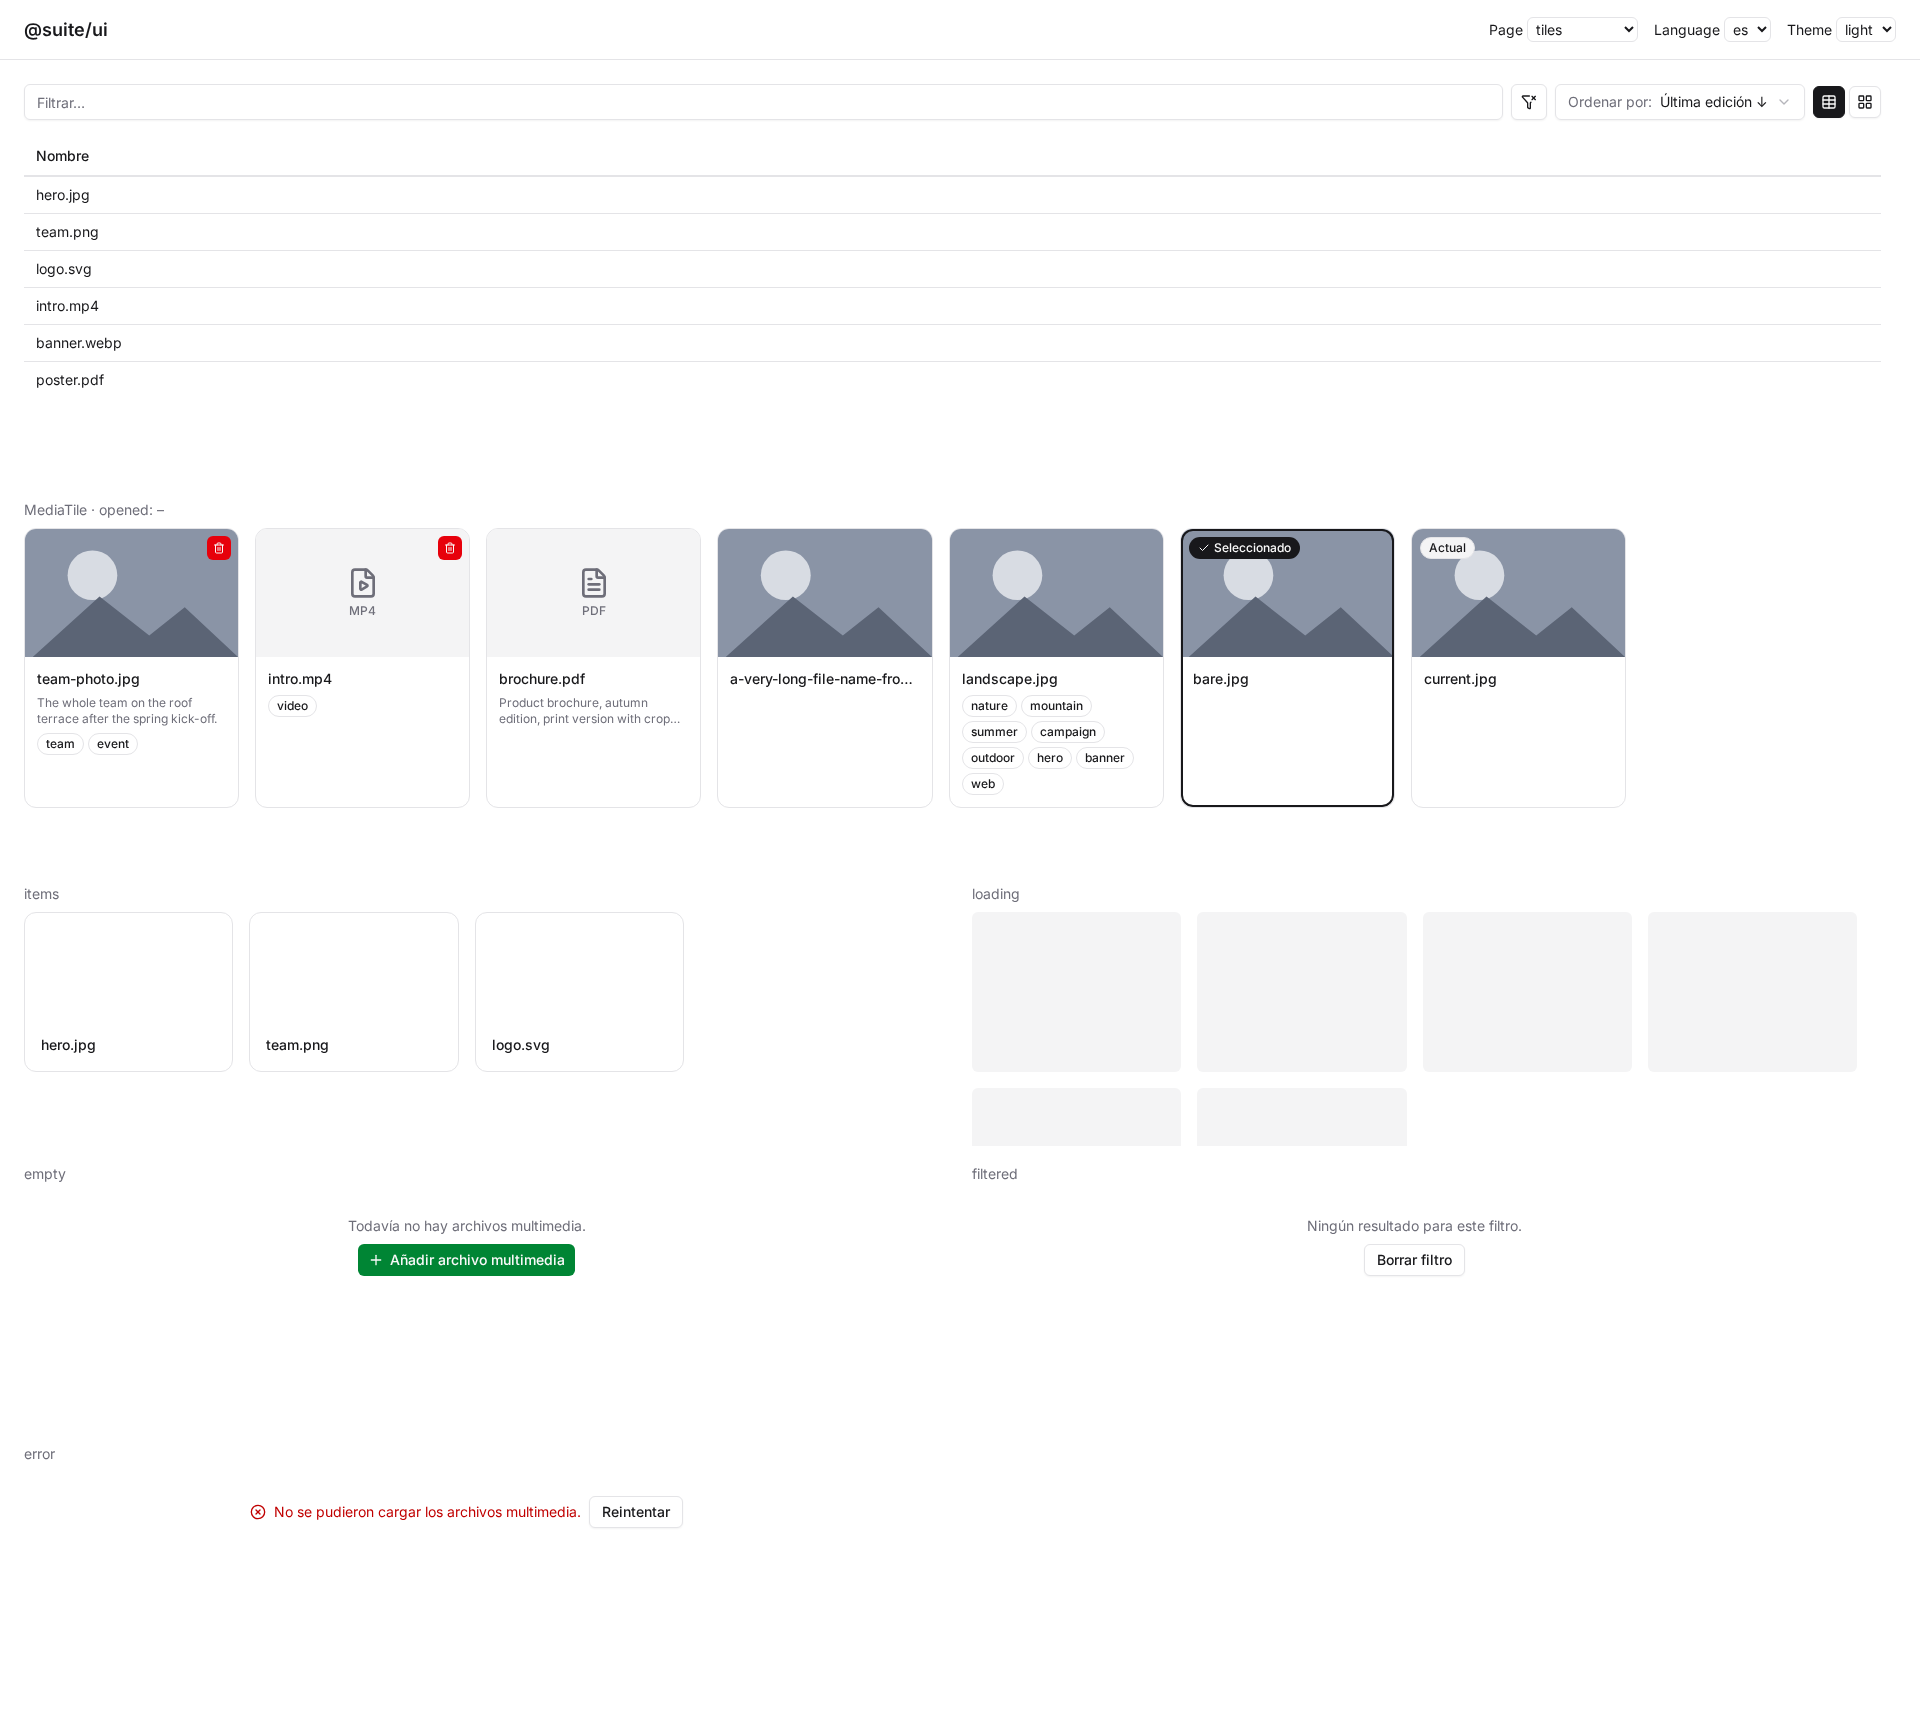 @suite/ui
Page tiles Language es Theme light
Filtrar...
Ordenar por: Última edición ↓
Nombre
hero.jpg
team.png
logo.svg
intro.mp4
banner.webp
poster.pdf
MediaTile · opened: –
MP4
PDF
Seleccionado
Actual
team-photo.jpg
The whole team on the roof
terrace after the spring kick-off.
team event
intro.mp4
video
brochure.pdf
Product brochure, autumn
edition, print version with crop...
a-very-long-file-name-fro...
landscape.jpg
nature mountain
summer campaign
outdoor hero banner
web
bare.jpg
current.jpg
items
hero.jpg
team.png
logo.svg
loading
empty
Todavía no hay archivos multimedia.
Añadir archivo multimedia
filtered
Ningún resultado para este filtro.
Borrar filtro
error
No se pudieron cargar los archivos multimedia. Reintentar